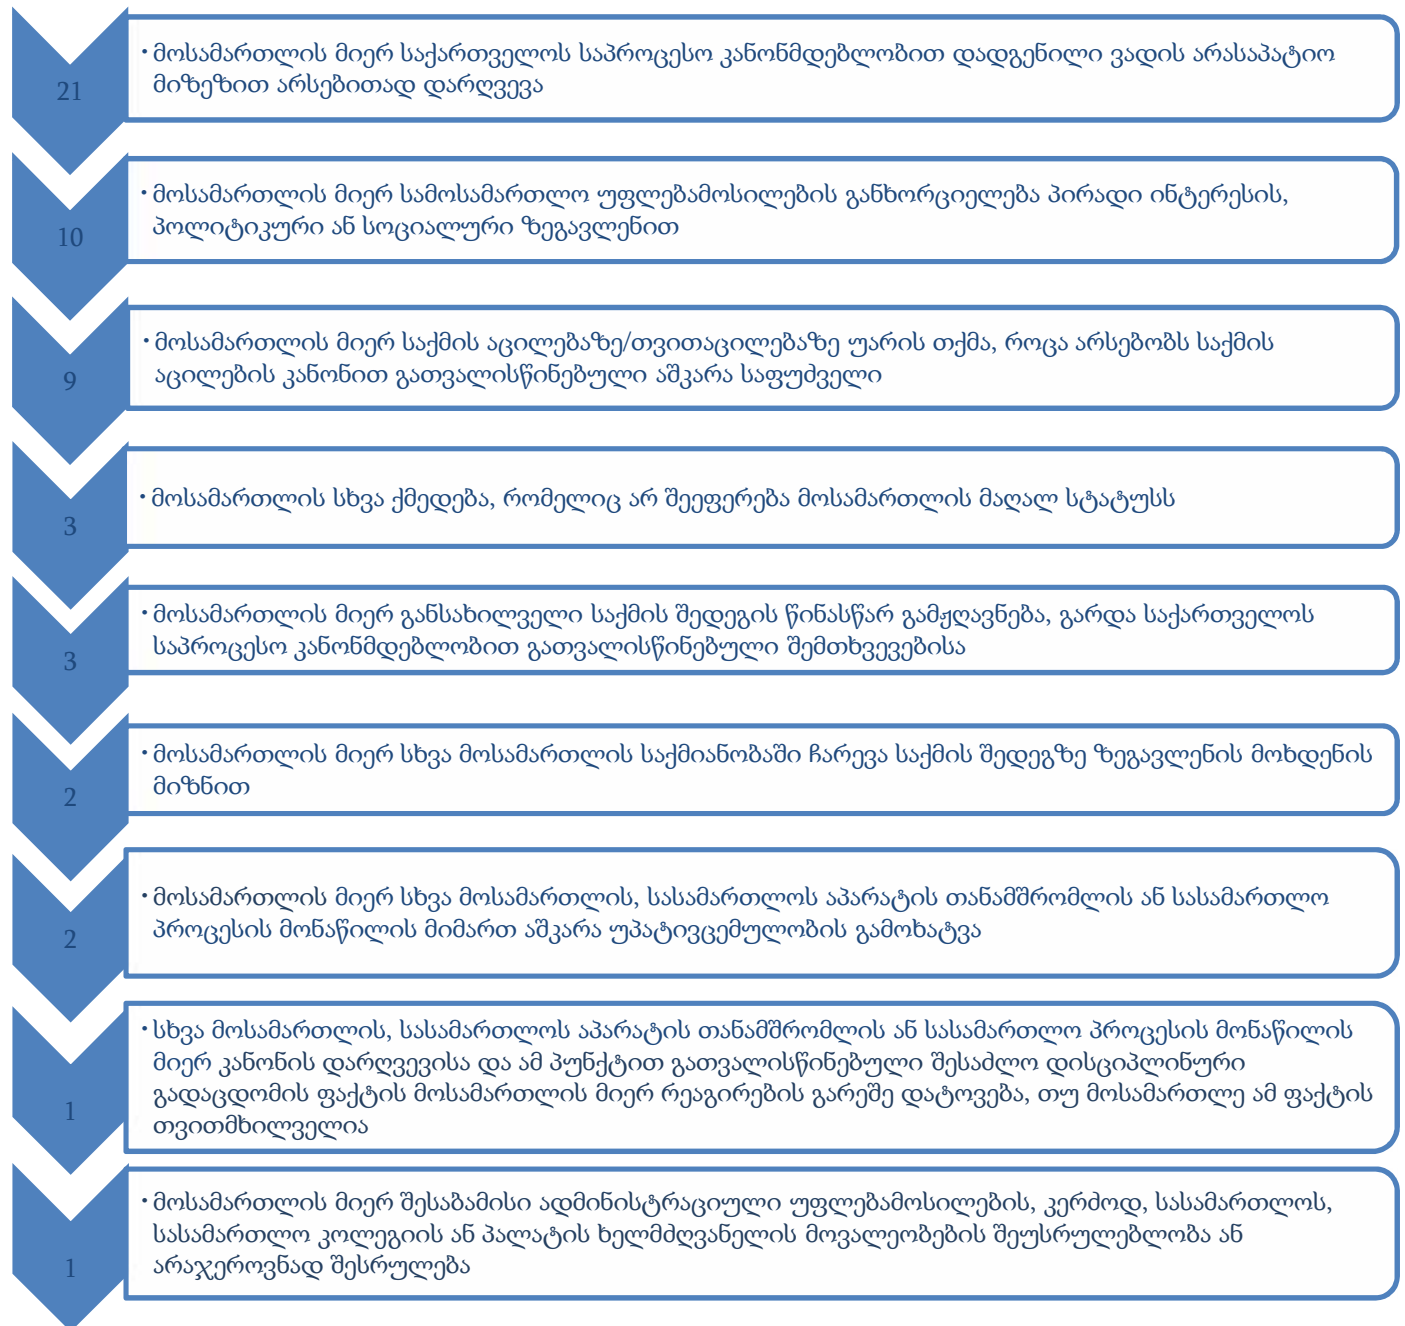 21
· მოსამართლის მიერ საქართველოს საპროცესო კანონმდებლობით დადგენილი ვადის არასაპატიო
მიზეზით არსებითად დარღვევა
10
· მოსამართლის მიერ სამოსამართლო უფლებამოსილების განხორციელება პირადი ინტერესის,
პოლიტიკური ან სოციალური ზეგავლენით
9
· მოსამართლის მიერ საქმის აცილებაზე/თვითაცილებაზე უარის თქმა, როცა არსებობს საქმის
აცილების კანონით გათვალისწინებული აშკარა საფუძველი
3
· მოსამართლის სხვა ქმედება, რომელიც არ შეეფერება მოსამართლის მაღალ სტატუსს
3
· მოსამართლის მიერ განსახილველი საქმის შედეგის წინასწარ გამჟღავნება, გარდა საქართველოს
საპროცესო კანონმდებლობით გათვალისწინებული შემთხვევებისა
2
· მოსამართლის მიერ სხვა მოსამართლის საქმიანობაში ჩარევა საქმის შედეგზე ზეგავლენის მოხდენის
მიზნით
2
· მოსამართლის მიერ სხვა მოსამართლის, სასამართლოს აპარატის თანამშრომლის ან სასამართლო
პროცესის მონაწილის მიმართ აშკარა უპატივცემულობის გამოხატვა
1
· სხვა მოსამართლის, სასამართლოს აპარატის თანამშრომლის ან სასამართლო პროცესის მონაწილის
მიერ კანონის დარღვევისა და ამ პუნქტით გათვალისწინებული შესაძლო დისციპლინური
გადაცდომის ფაქტის მოსამართლის მიერ რეაგირების გარეშე დატოვება, თუ მოსამართლე ამ ფაქტის
თვითმხილველია
1
· მოსამართლის მიერ შესაბამისი ადმინისტრაციული უფლებამოსილების, კერძოდ, სასამართლოს,
სასამართლო კოლეგიის ან პალატის ხელმძღვანელის მოვალეობების შეუსრულებლობა ან
არაჯეროვნად შესრულება